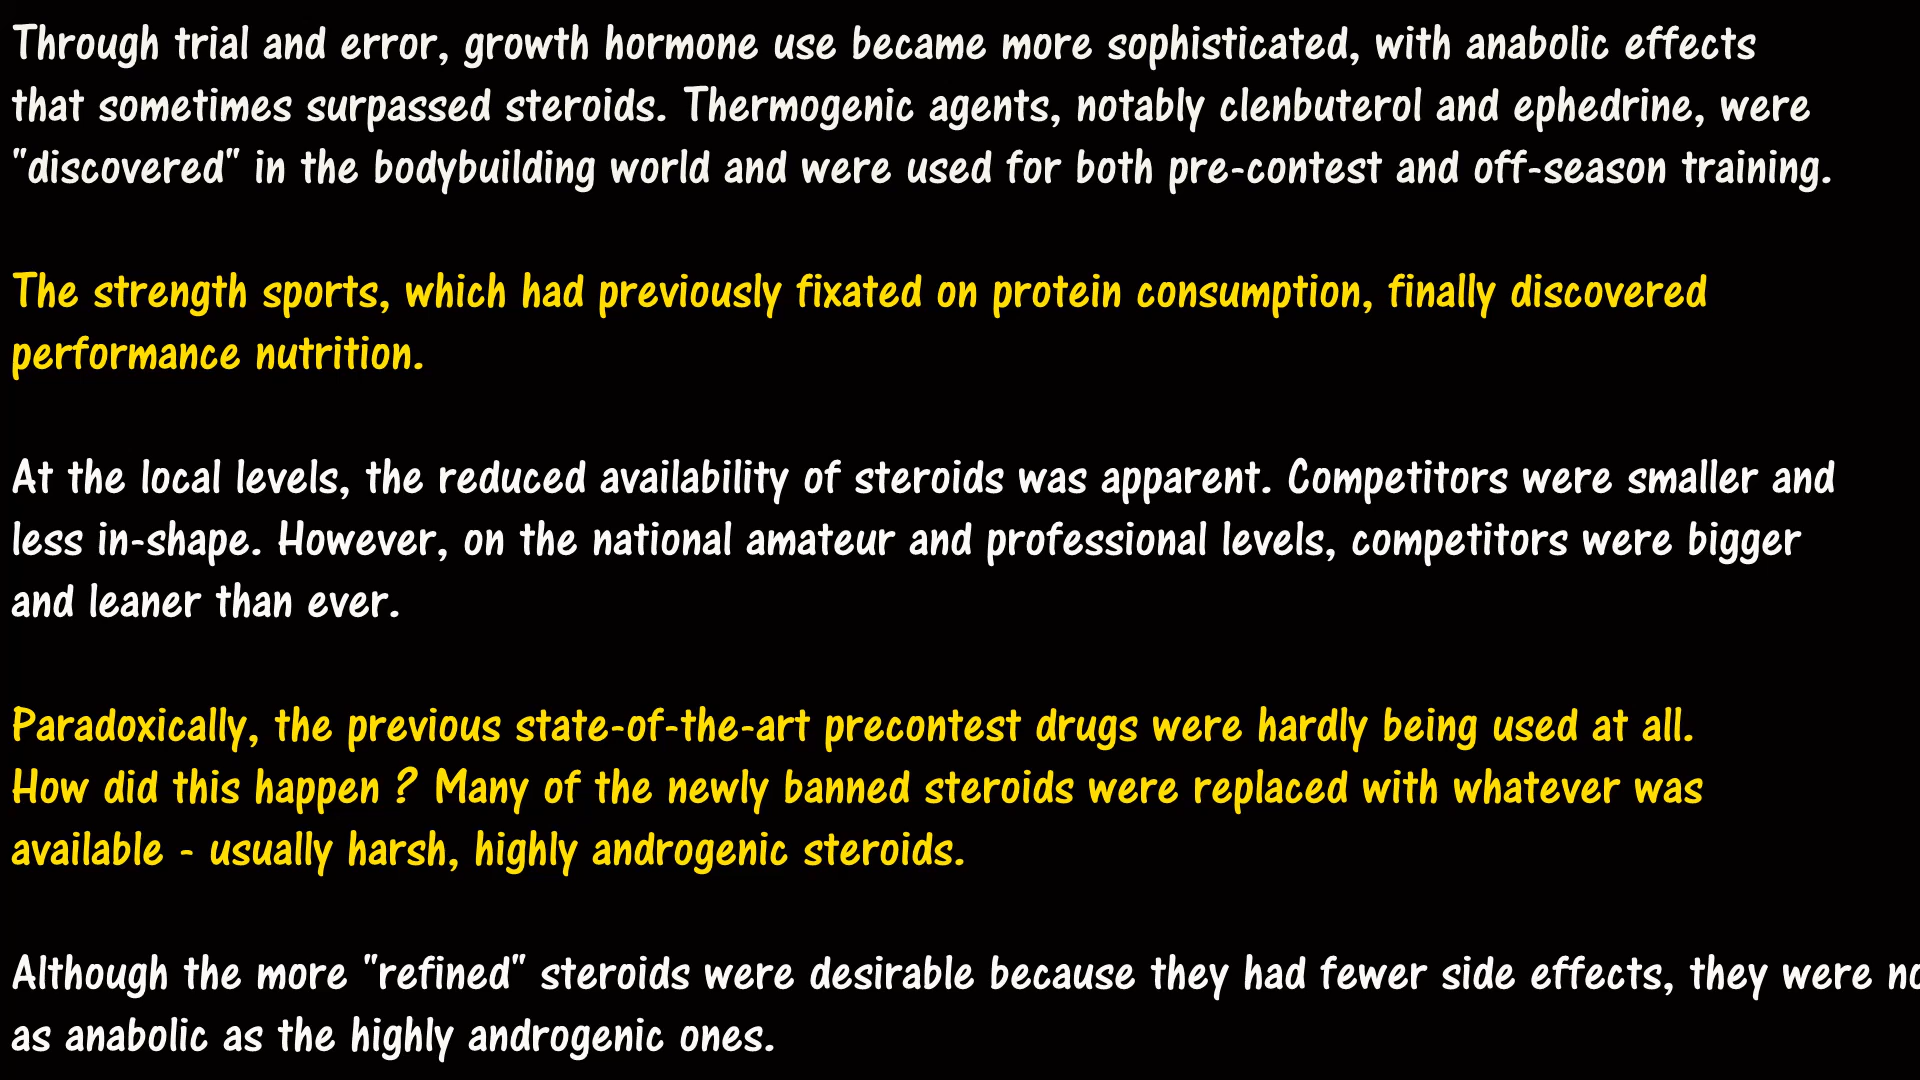 Through trial and error, growth hormone use became more sophisticated, with anabolic effects
that sometimes surpassed steroids. Thermogenic agents, notably clenbuterol and ephedrine, were
"discovered" in the bodybuilding world and were used for both pre-contest and off-season training.
The strength sports, which had previously fixated on protein consumption, finally discovered
performance nutrition.
At the local levels, the reduced availability of steroids was apparent. Competitors were smaller and
less in-shape. However, on the national amateur and professional levels, competitors were bigger
and leaner than ever.
Paradoxically, the previous state-of-the-art precontest drugs were hardly being used at all.
How did this happen ? Many of the newly banned steroids were replaced with whatever was
available - usually harsh, highly androgenic steroids.
Although the more "refined" steroids were desirable because they had fewer side effects, they were
as anabolic as the highly androgenic ones.